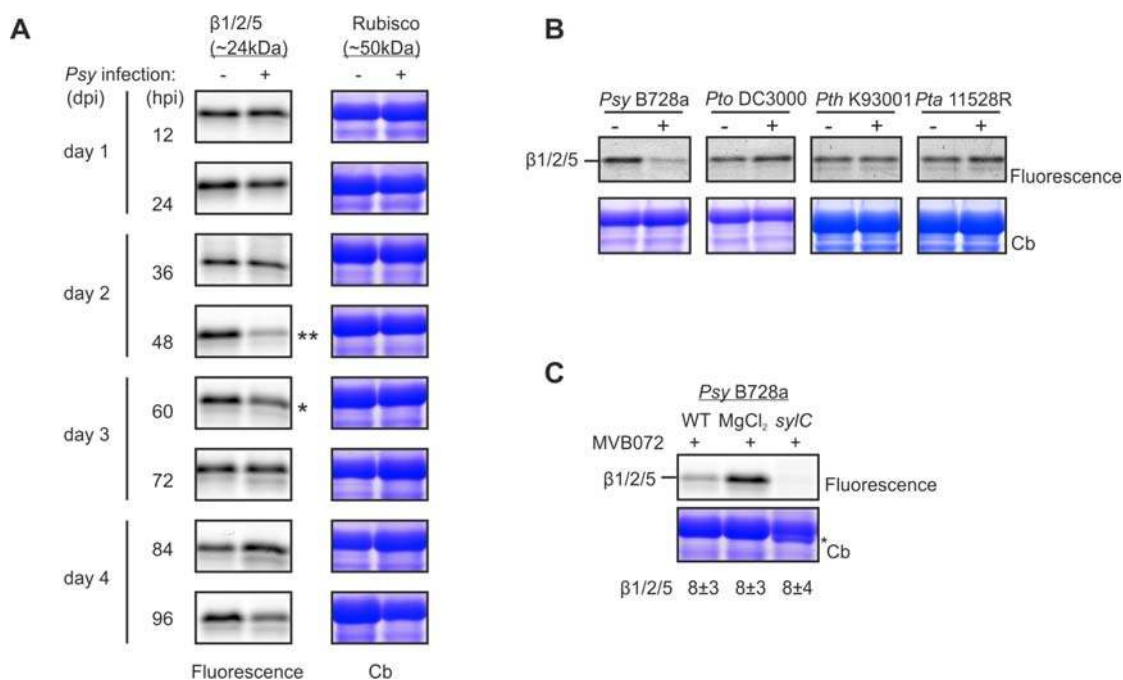 A
β1/2/5
(~24kDa)
Rubisco
(~50kDa)
Psy infection: - + - +
(dpi) (hpi)
day 1
12
24
day 2
36
48 **
day 3
60 *
72
day 4
84
96
Fluorescence Cb
B
Psy B728a Pto DC3000 Pth K93001 Pta 11528R
- + - + - + - +
β1/2/5
Fluorescence
Cb
C
Psy B728a
WT MgCl₂ sylC
MVB072 + + +
β1/2/5
Fluorescence
*
Cb
β1/2/5 8±3 8±3 8±4